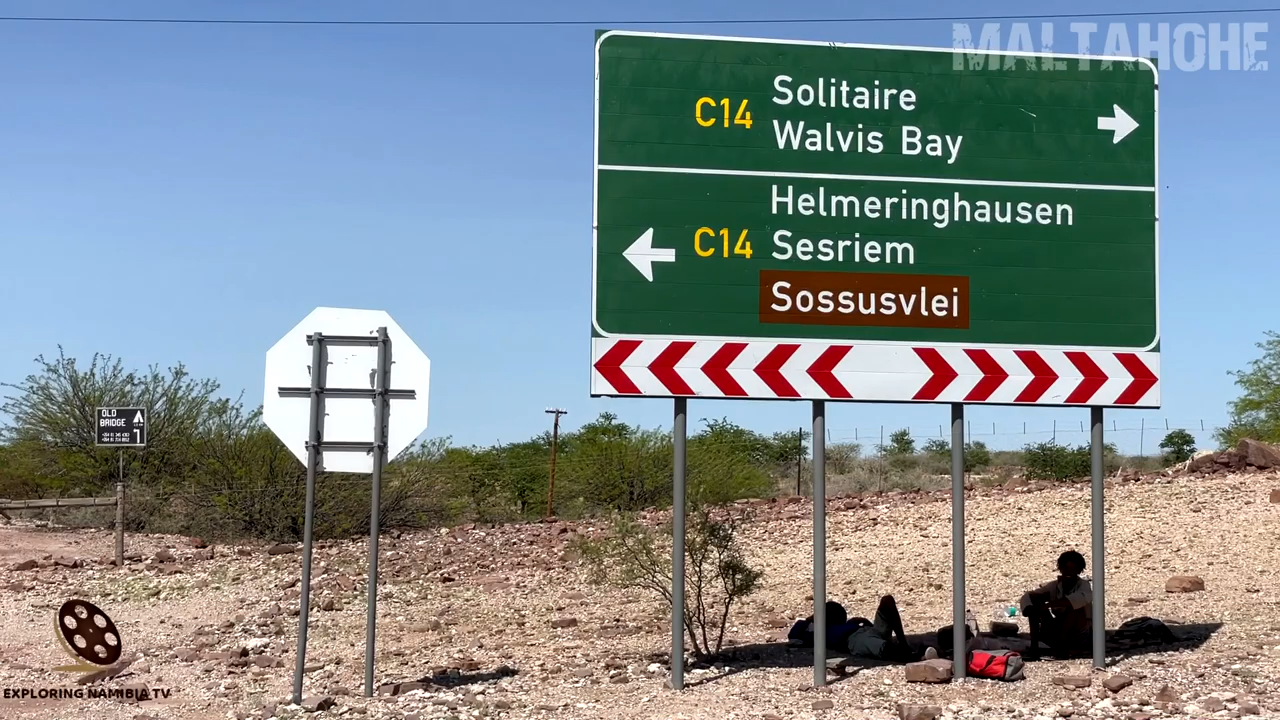 MALTAHOHE
C14 Solitaire
Walvis Bay
Helmeringhausen
C14 Sesriem
Sossusvlei
OLD
BRIDGE
EXPLORING NAMIBIA TV